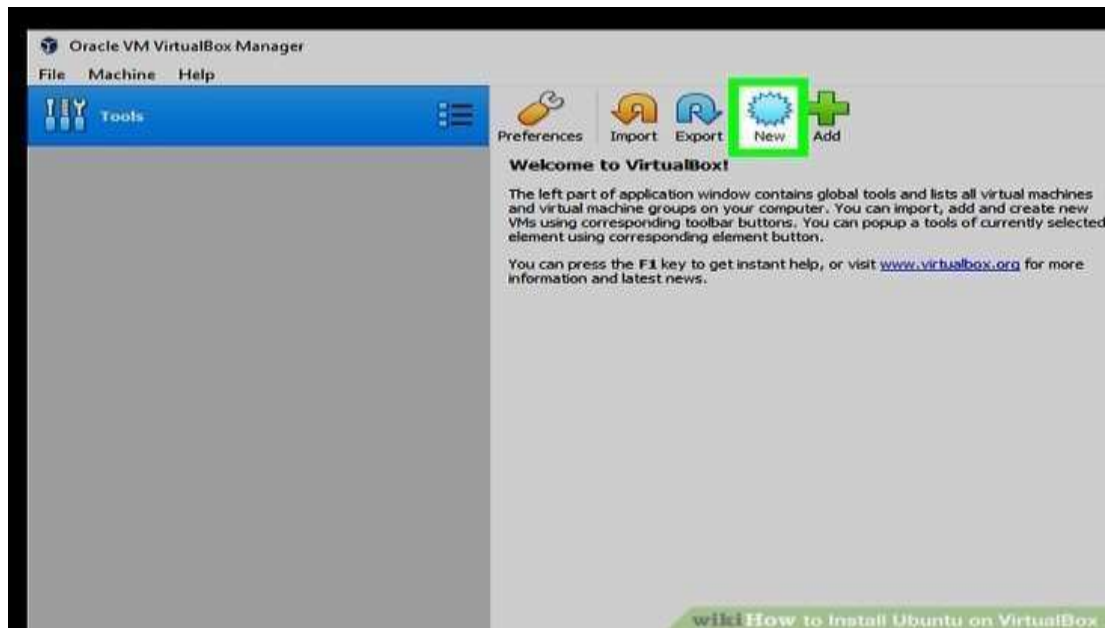 Oracle VM VirtualBox Manager
File Machine Help
Tools
Preferences Import Export New Add
Welcome to VirtualBox!
The left part of application window contains global tools and lists all virtual machines
and virtual machine groups on your computer. You can import, add and create new
VMs using corresponding toolbar buttons. You can popup a tools of currently selected
element using corresponding element button.
You can press the F1 key to get instant help, or visit www.virtualbox.org for more
information and latest news.
wikiHow to Install Ubuntu on VirtualBox